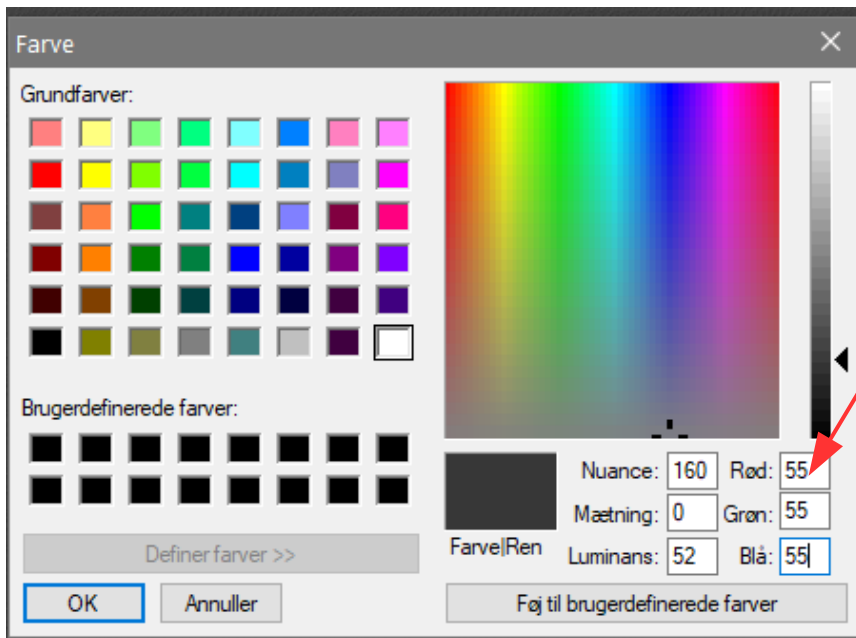 Farve
Grundfarver:
Brugerdefinerede farver:
Definer farver >>
OK Annuller
Farve|Ren
Nuance: 160 Rød: 55
Mætning: 0 Grøn: 55
Luminans: 52 Blå: 55
Føj til brugerdefinerede farver